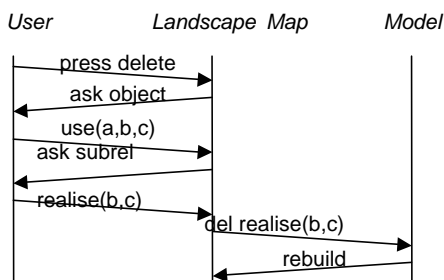 User Landscape Map Model
press delete
ask object
use(a,b,c)
ask subrel
realise(b,c)
del realise(b,c)
rebuild